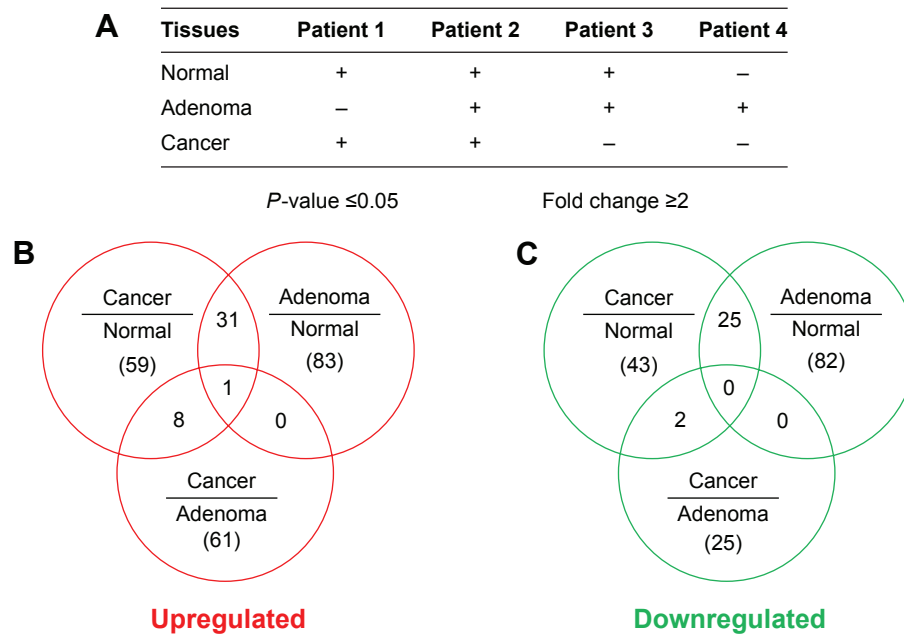 A
Tissues Patient 1 Patient 2 Patient 3 Patient 4
Normal + + + –
Adenoma – + + +
Cancer + + – –
P-value ≤0.05 Fold change ≥2
B
Cancer
Normal
(59)
31
Adenoma
Normal
(83)
1
8
0
Cancer
Adenoma
(61)
Upregulated
C
Cancer
Normal
(43)
25
Adenoma
Normal
(82)
0
2
0
Cancer
Adenoma
(25)
Downregulated